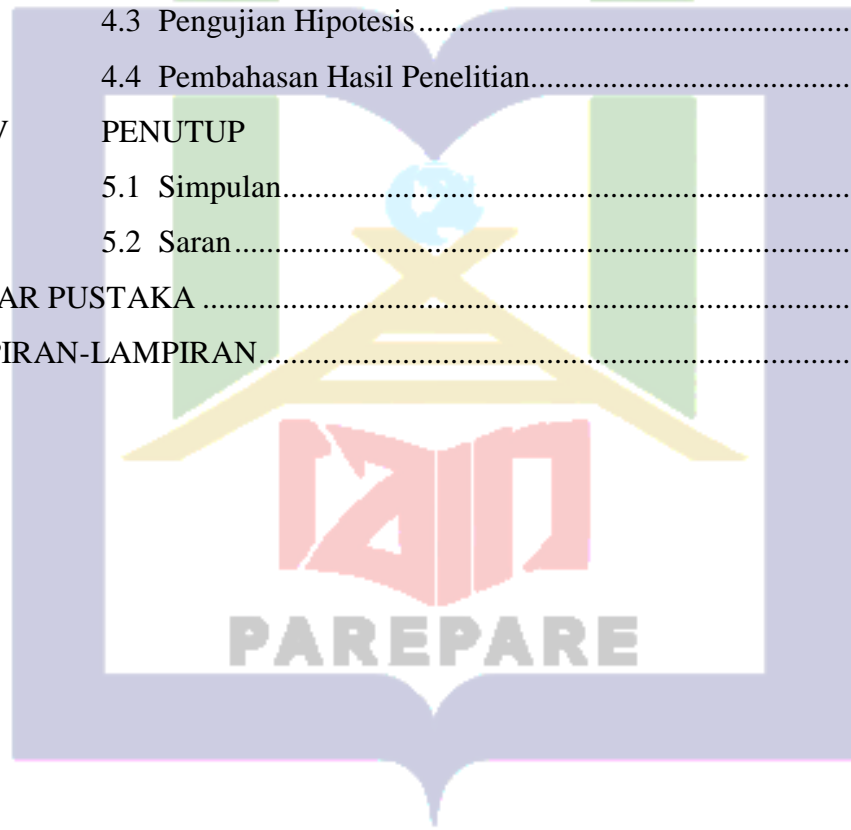 4.3 Pengujian Hipotesis........................................................
4.4 Pembahasan Hasil Penelitian.........................................
V PENUTUP
5.1 Simpulan.........................................................................
5.2 Saran...............................................................................
AR PUSTAKA...................................................................................
PIRAN-LAMPIRAN...........................................................................
iain
PAREPARE